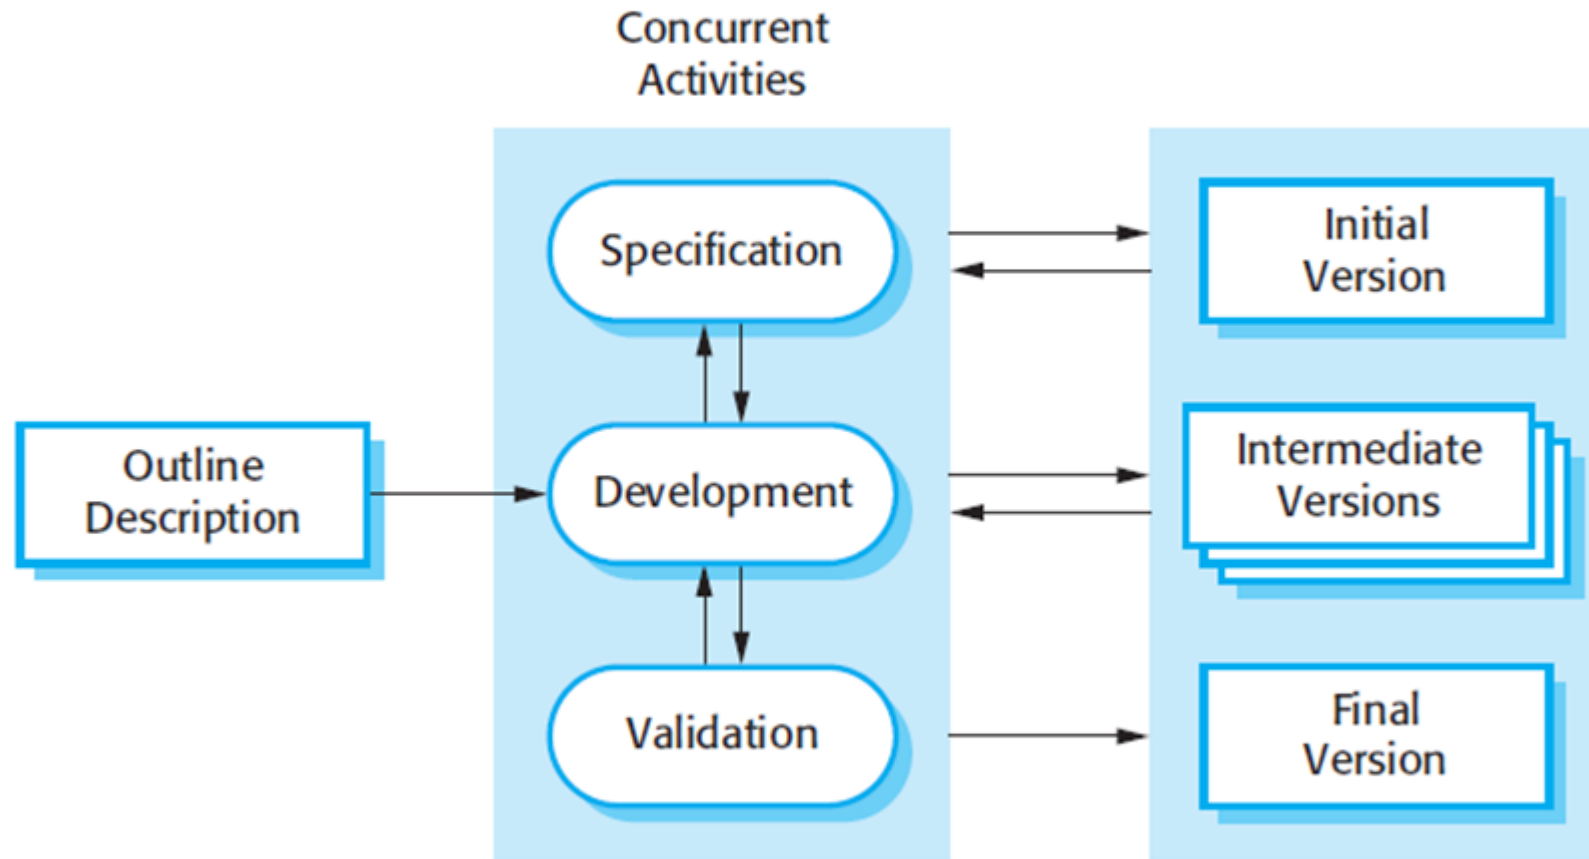 Concurrent
Activities
Specification
Initial
Version
Outline
Description
Development
Intermediate
Versions
Validation
Final
Version